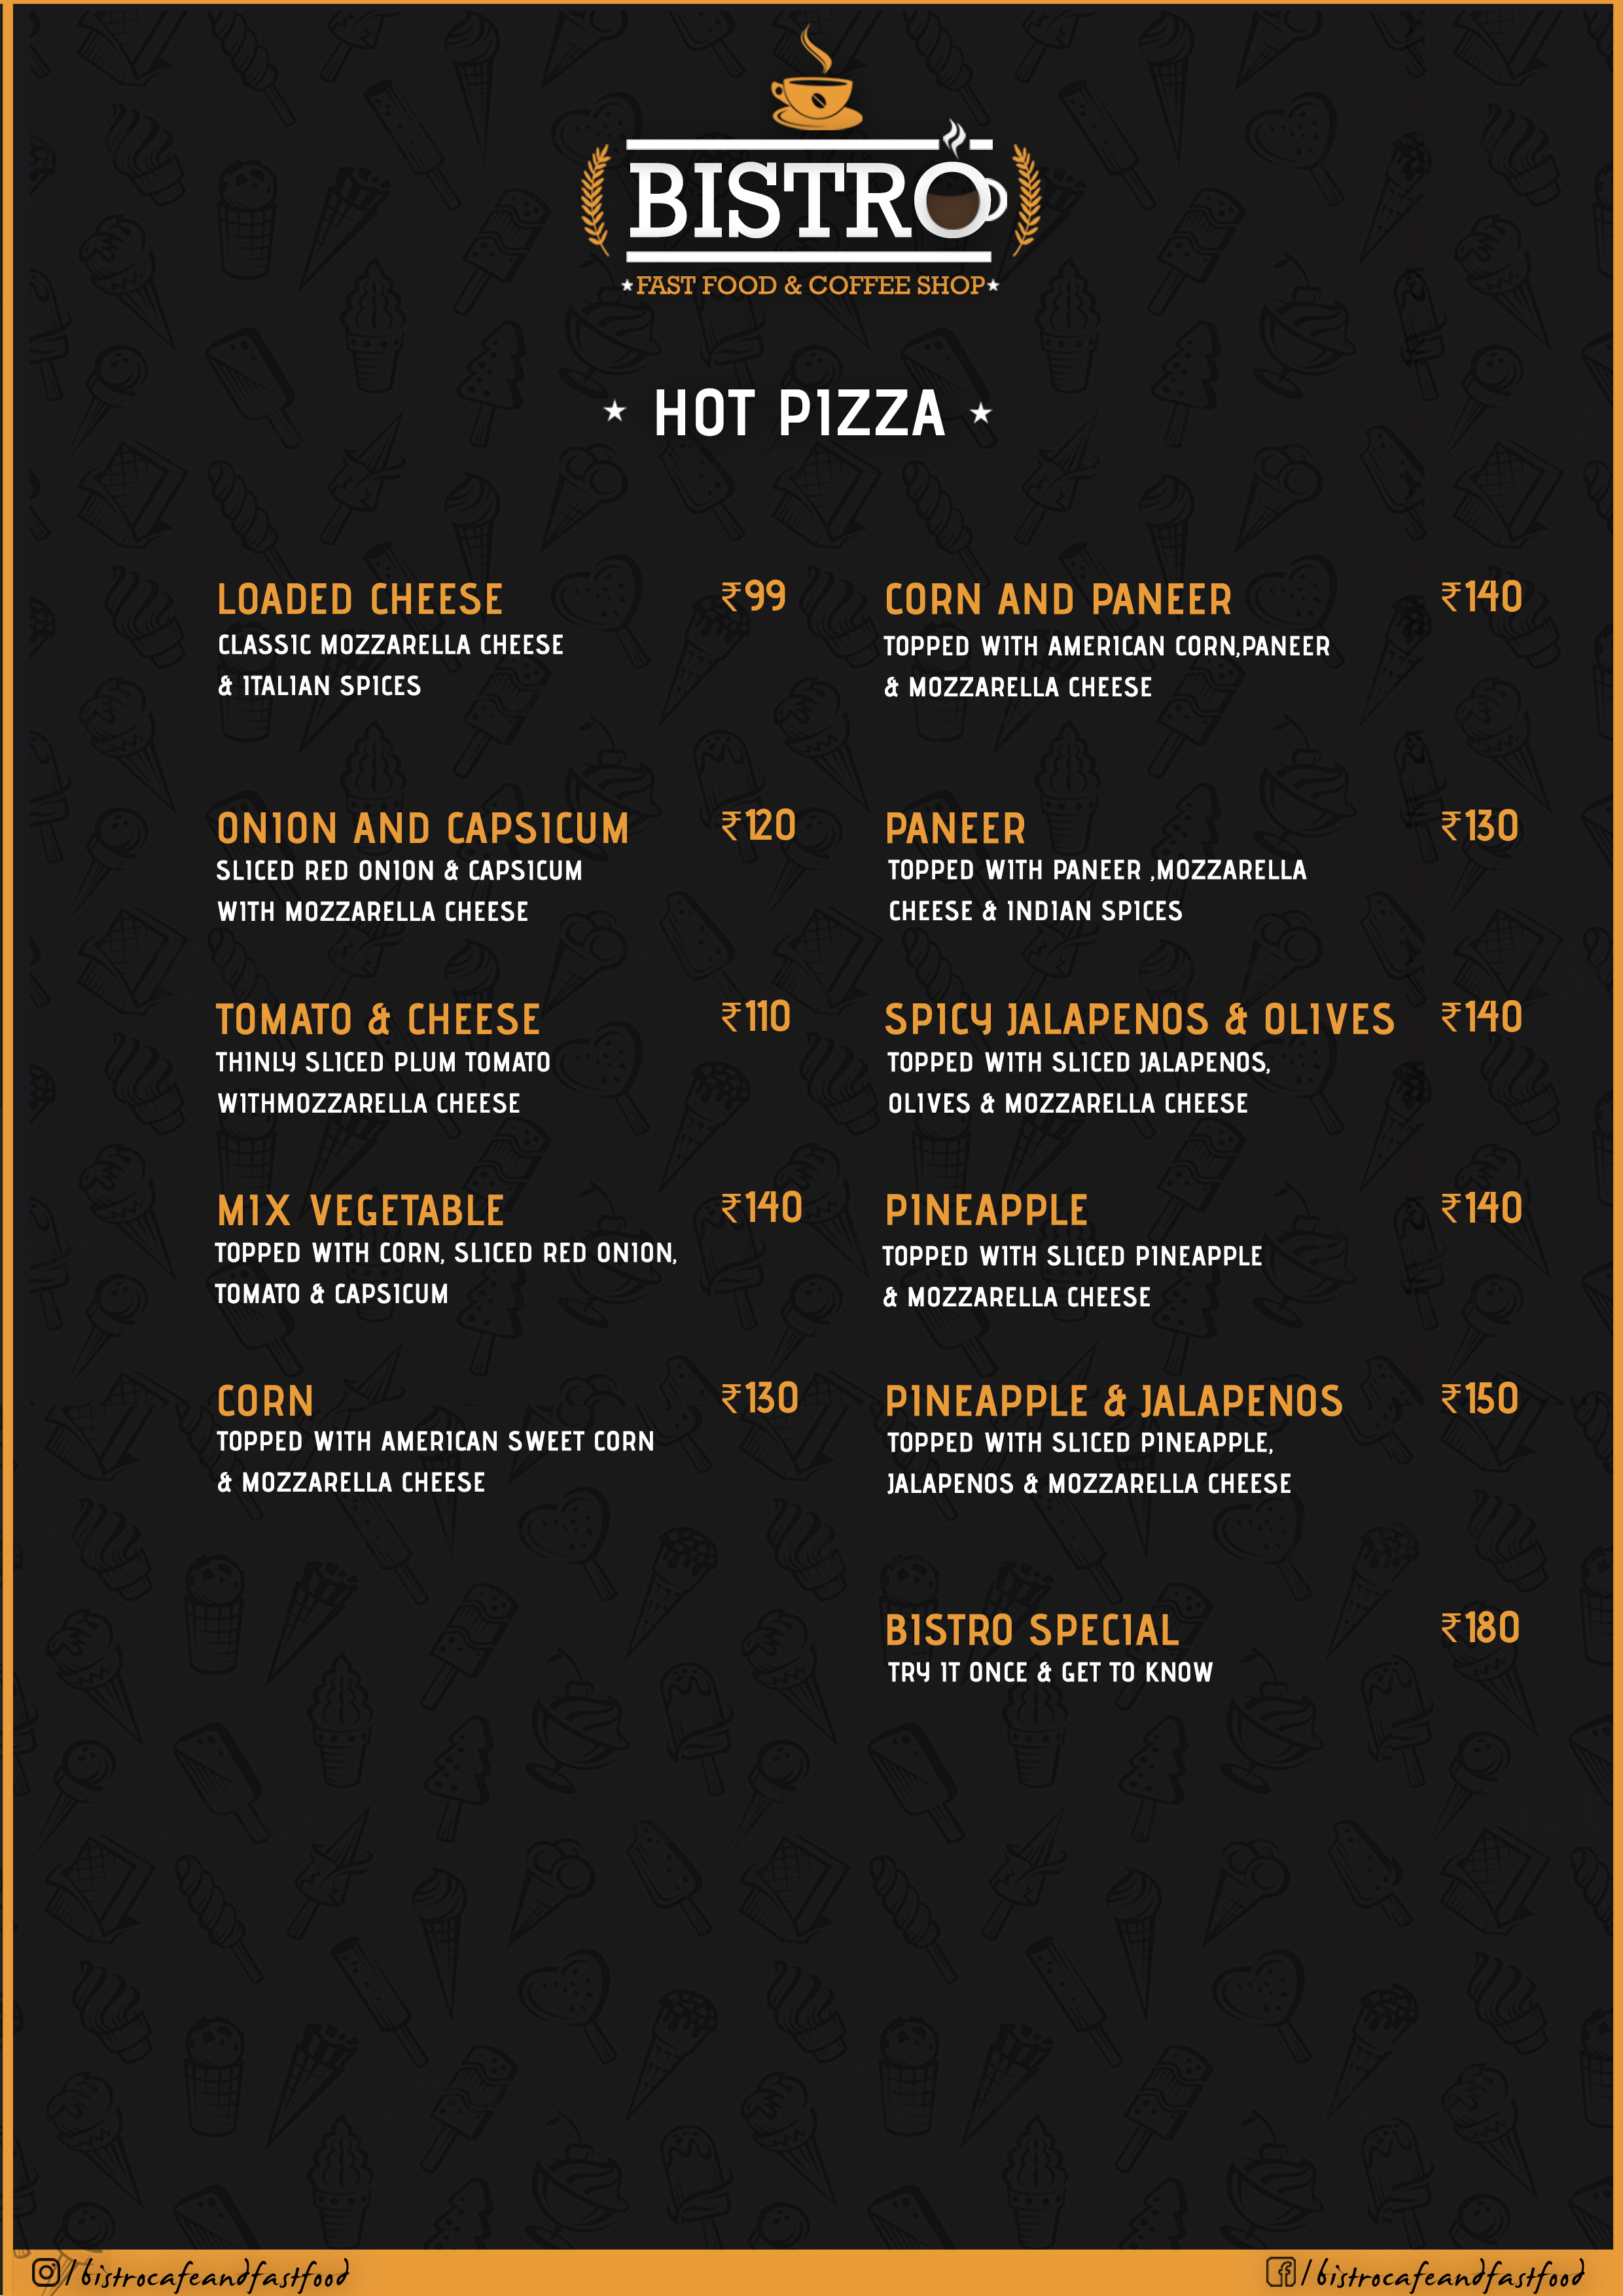 BISTRO
FAST FOOD & COFFEE SHOP
HOT PIZZA
LOADED CHEESE ₹99
CLASSIC MOZZARELLA CHEESE
& ITALIAN SPICES
ONION AND CAPSICUM ₹120
SLICED RED ONION & CAPSICUM
WITH MOZZARELLA CHEESE
TOMATO & CHEESE ₹110
THINLY SLICED PLUM TOMATO
WITHMOZZARELLA CHEESE
MIX VEGETABLE ₹140
TOPPED WITH CORN, SLICED RED ONION,
TOMATO & CAPSICUM
CORN ₹130
TOPPED WITH AMERICAN SWEET CORN
& MOZZARELLA CHEESE
CORN AND PANEER ₹140
TOPPED WITH AMERICAN CORN,PANEER
& MOZZARELLA CHEESE
PANEER ₹130
TOPPED WITH PANEER ,MOZZARELLA
CHEESE & INDIAN SPICES
SPICY JALAPENOS & OLIVES ₹140
TOPPED WITH SLICED JALAPENOS,
OLIVES & MOZZARELLA CHEESE
PINEAPPLE ₹140
TOPPED WITH SLICED PINEAPPLE
& MOZZARELLA CHEESE
PINEAPPLE & JALAPENOS ₹150
TOPPED WITH SLICED PINEAPPLE,
JALAPENOS & MOZZARELLA CHEESE
BISTRO SPECIAL ₹180
TRY IT ONCE & GET TO KNOW
/bistrocafeandfastfood
/bistrocafeandfastfood